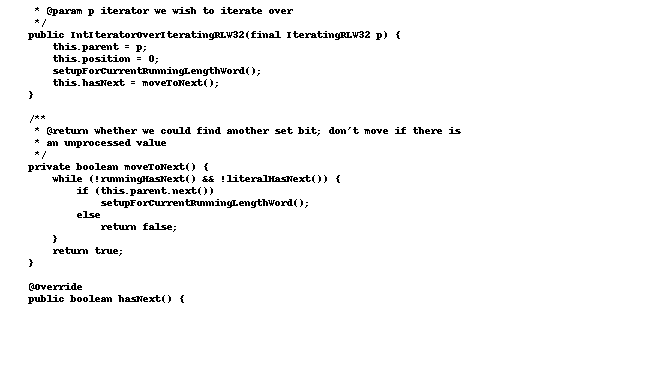 * @param p iterator we wish to iterate over
 */
public IntIteratorOverIteratingRLW32(final IteratingRLW32 p) {
    this.parent = p;
    this.position = 0;
    setupForCurrentRunningLengthWord();
    this.hasNext = moveToNext();
}

/**
 * @return whether we could find another set bit; don't move if there is
 * an unprocessed value
 */
private boolean moveToNext() {
    while (!runningHasNext() && !literalHasNext()) {
        if (this.parent.next())
            setupForCurrentRunningLengthWord();
        else
            return false;
    }
    return true;
}

@Override
public boolean hasNext() {